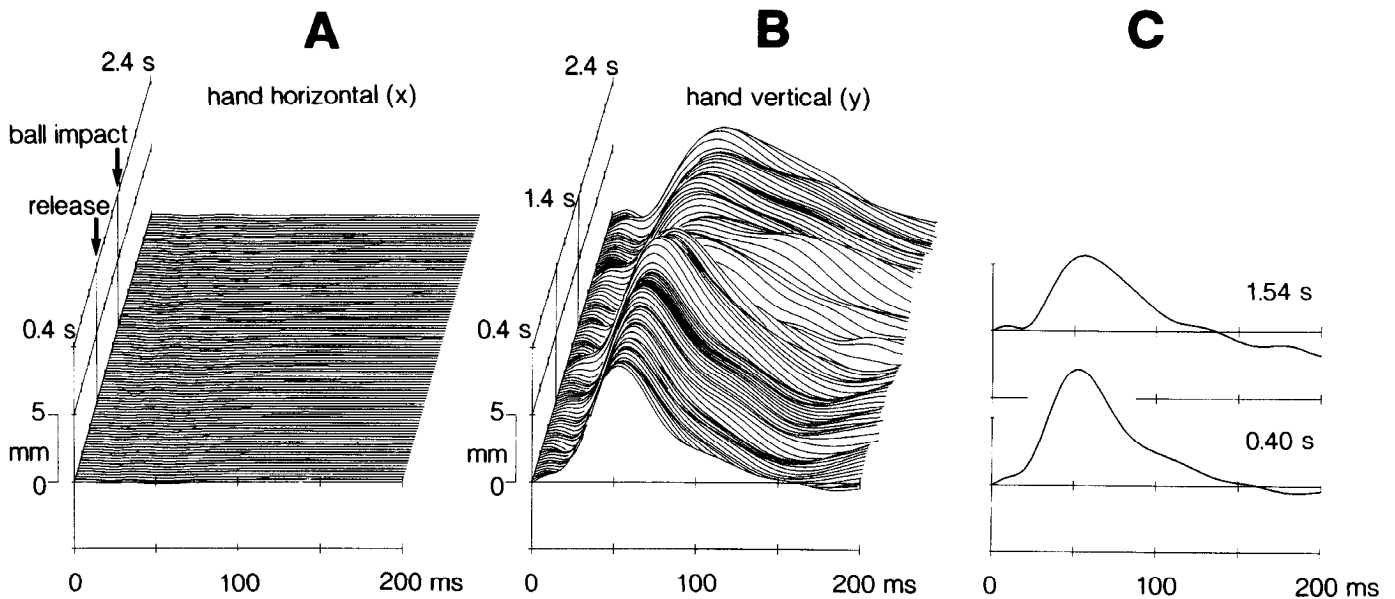 A
2.4 s
hand horizontal (x)
ball impact
release
0.4 s
5
mm
0
0
100
200 ms
B
2.4 s
hand vertical (y)
1.4 s
0.4 s
5
mm
0
0
100
200 ms
C
1.54 s
0.40 s
0
100
200 ms